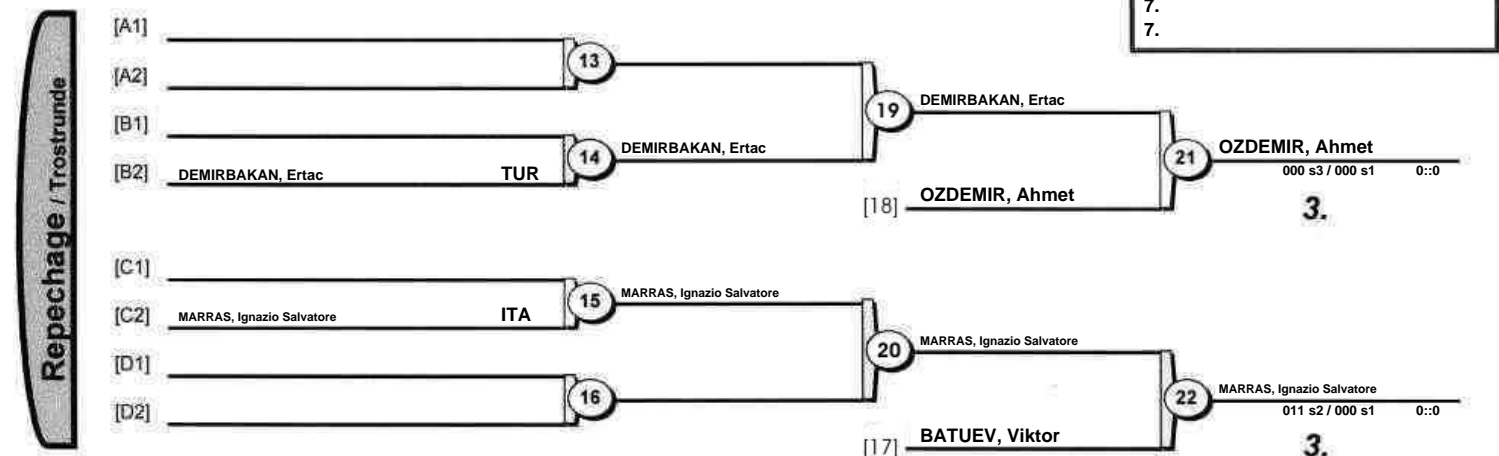 7.
7.
Repechage / Trostrunde
[A1]
[A2]
13
[B1]
[B2] DEMIRBAKAN, Ertac TUR
14 DEMIRBAKAN, Ertac
19 DEMIRBAKAN, Ertac
[18] OZDEMIR, Ahmet
21 OZDEMIR, Ahmet
000 s3 / 000 s1 0::0
3.
[C1]
[C2] MARRAS, Ignazio Salvatore ITA
15 MARRAS, Ignazio Salvatore
[D1]
[D2]
16
20 MARRAS, Ignazio Salvatore
[17] BATUEV, Viktor
22 MARRAS, Ignazio Salvatore
011 s2 / 000 s1 0::0
3.